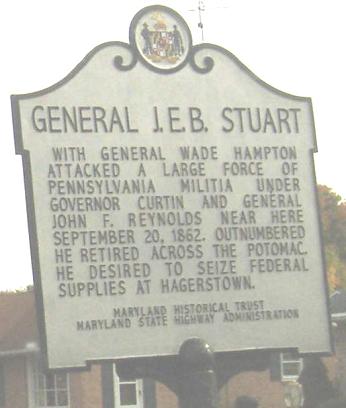 GENERAL J.E.B. STUART
WITH GENERAL WADE HAMPTON
ATTACKED A LARGE FORCE OF
PENNSYLVANIA MILITIA UNDER
GOVERNOR CURTIN AND GENERAL
JOHN F. REYNOLDS NEAR HERE
SEPTEMBER 20, 1862. OUTNUMBERED
HE RETIRED ACROSS THE POTOMAC.
HE DESIRED TO SEIZE FEDERAL
SUPPLIES AT HAGERSTOWN.
MARYLAND HISTORICAL TRUST
MARYLAND STATE HIGHWAY ADMINISTRATION